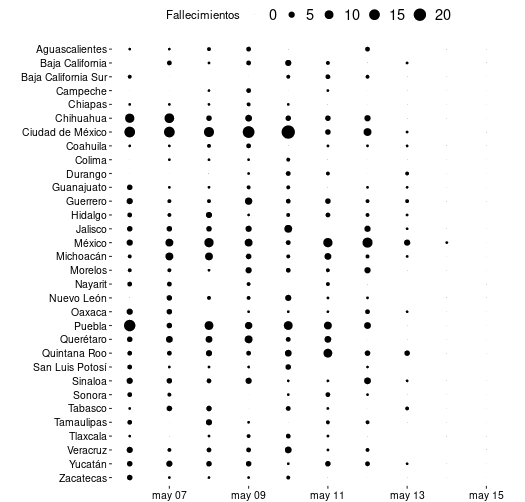 Fallecimientos 0 5 10 15 20
Aguascalientes
Baja California
Baja California Sur
Campeche
Chiapas
Chihuahua
Ciudad de México
Coahuila
Colima
Durango
Guanajuato
Guerrero
Hidalgo
Jalisco
México
Michoacán
Morelos
Nayarit
Nuevo León
Oaxaca
Puebla
Querétaro
Quintana Roo
San Luis Potosí
Sinaloa
Sonora
Tabasco
Tamaulipas
Tlaxcala
Veracruz
Yucatán
Zacatecas
may 07 may 09 may 11 may 13 may 15